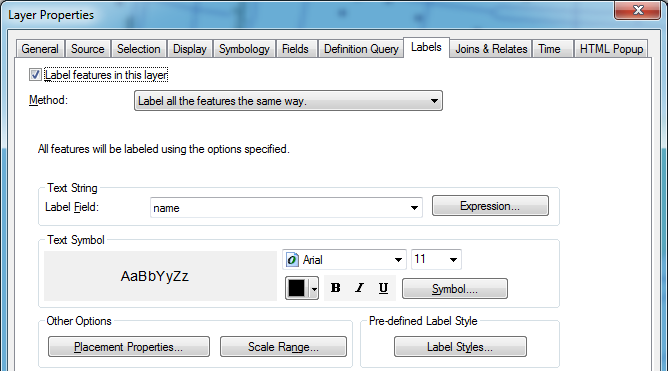 Layer Properties
General Source Selection Display Symbology Fields Definition Query Labels Joins & Relates Time HTML Popup
Label features in this layer
Method: Label all the features the same way.
All features will be labeled using the options specified.
Text String
Label Field: name Expression...
Text Symbol
AaBbYyZz
Arial 11
B I U Symbol....
Other Options
Placement Properties... Scale Range...
Pre-defined Label Style
Label Styles...